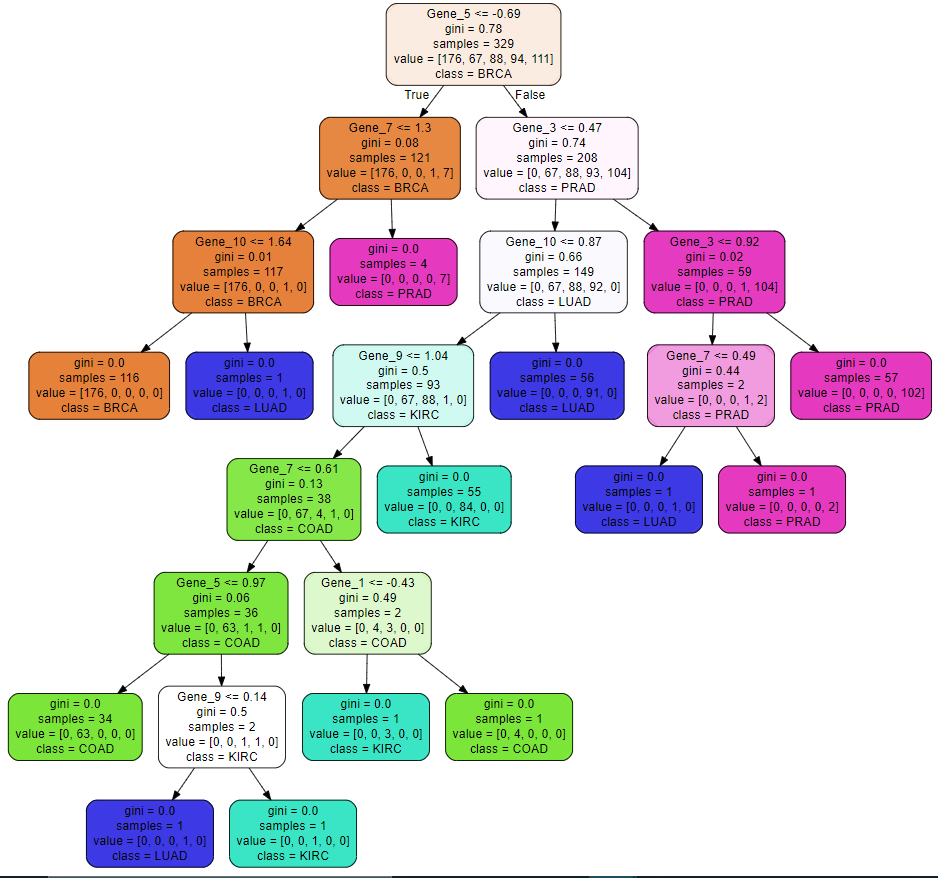 Gene_5 <= -0.69
gini = 0.78
samples = 329
value = [176, 67, 88, 94, 111]
class = BRCA
True
False
Gene_7 <= 1.3
gini = 0.08
samples = 121
value = [176, 0, 0, 1, 7]
class = BRCA
Gene_3 <= 0.47
gini = 0.74
samples = 208
value = [0, 67, 88, 93, 104]
class = PRAD
Gene_10 <= 1.64
gini = 0.01
samples = 117
value = [176, 0, 0, 1, 0]
class = BRCA
gini = 0.0
samples = 4
value = [0, 0, 0, 0, 7]
class = PRAD
Gene_10 <= 0.87
gini = 0.66
samples = 149
value = [0, 67, 88, 92, 0]
class = LUAD
Gene_3 <= 0.92
gini = 0.02
samples = 59
value = [0, 0, 0, 1, 104]
class = PRAD
gini = 0.0
samples = 116
value = [176, 0, 0, 0, 0]
class = BRCA
gini = 0.0
samples = 1
value = [0, 0, 0, 1, 0]
class = LUAD
Gene_9 <= 1.04
gini = 0.5
samples = 93
value = [0, 67, 88, 1, 0]
class = KIRC
gini = 0.0
samples = 56
value = [0, 0, 0, 91, 0]
class = LUAD
Gene_7 <= 0.49
gini = 0.44
samples = 2
value = [0, 0, 0, 1, 2]
class = PRAD
gini = 0.0
samples = 57
value = [0, 0, 0, 0, 102]
class = PRAD
Gene_7 <= 0.61
gini = 0.13
samples = 38
value = [0, 67, 4, 1, 0]
class = COAD
gini = 0.0
samples = 55
value = [0, 0, 84, 0, 0]
class = KIRC
gini = 0.0
samples = 1
value = [0, 0, 0, 1, 0]
class = LUAD
gini = 0.0
samples = 1
value = [0, 0, 0, 0, 2]
class = PRAD
Gene_5 <= 0.97
gini = 0.06
samples = 36
value = [0, 63, 1, 1, 0]
class = COAD
Gene_1 <= -0.43
gini = 0.49
samples = 2
value = [0, 4, 3, 0, 0]
class = COAD
gini = 0.0
samples = 34
value = [0, 63, 0, 0, 0]
class = COAD
Gene_9 <= 0.14
gini = 0.5
samples = 2
value = [0, 0, 1, 1, 0]
class = KIRC
gini = 0.0
samples = 1
value = [0, 0, 3, 0, 0]
class = KIRC
gini = 0.0
samples = 1
value = [0, 4, 0, 0, 0]
class = COAD
gini = 0.0
samples = 1
value = [0, 0, 0, 1, 0]
class = LUAD
gini = 0.0
samples = 1
value = [0, 0, 1, 0, 0]
class = KIRC